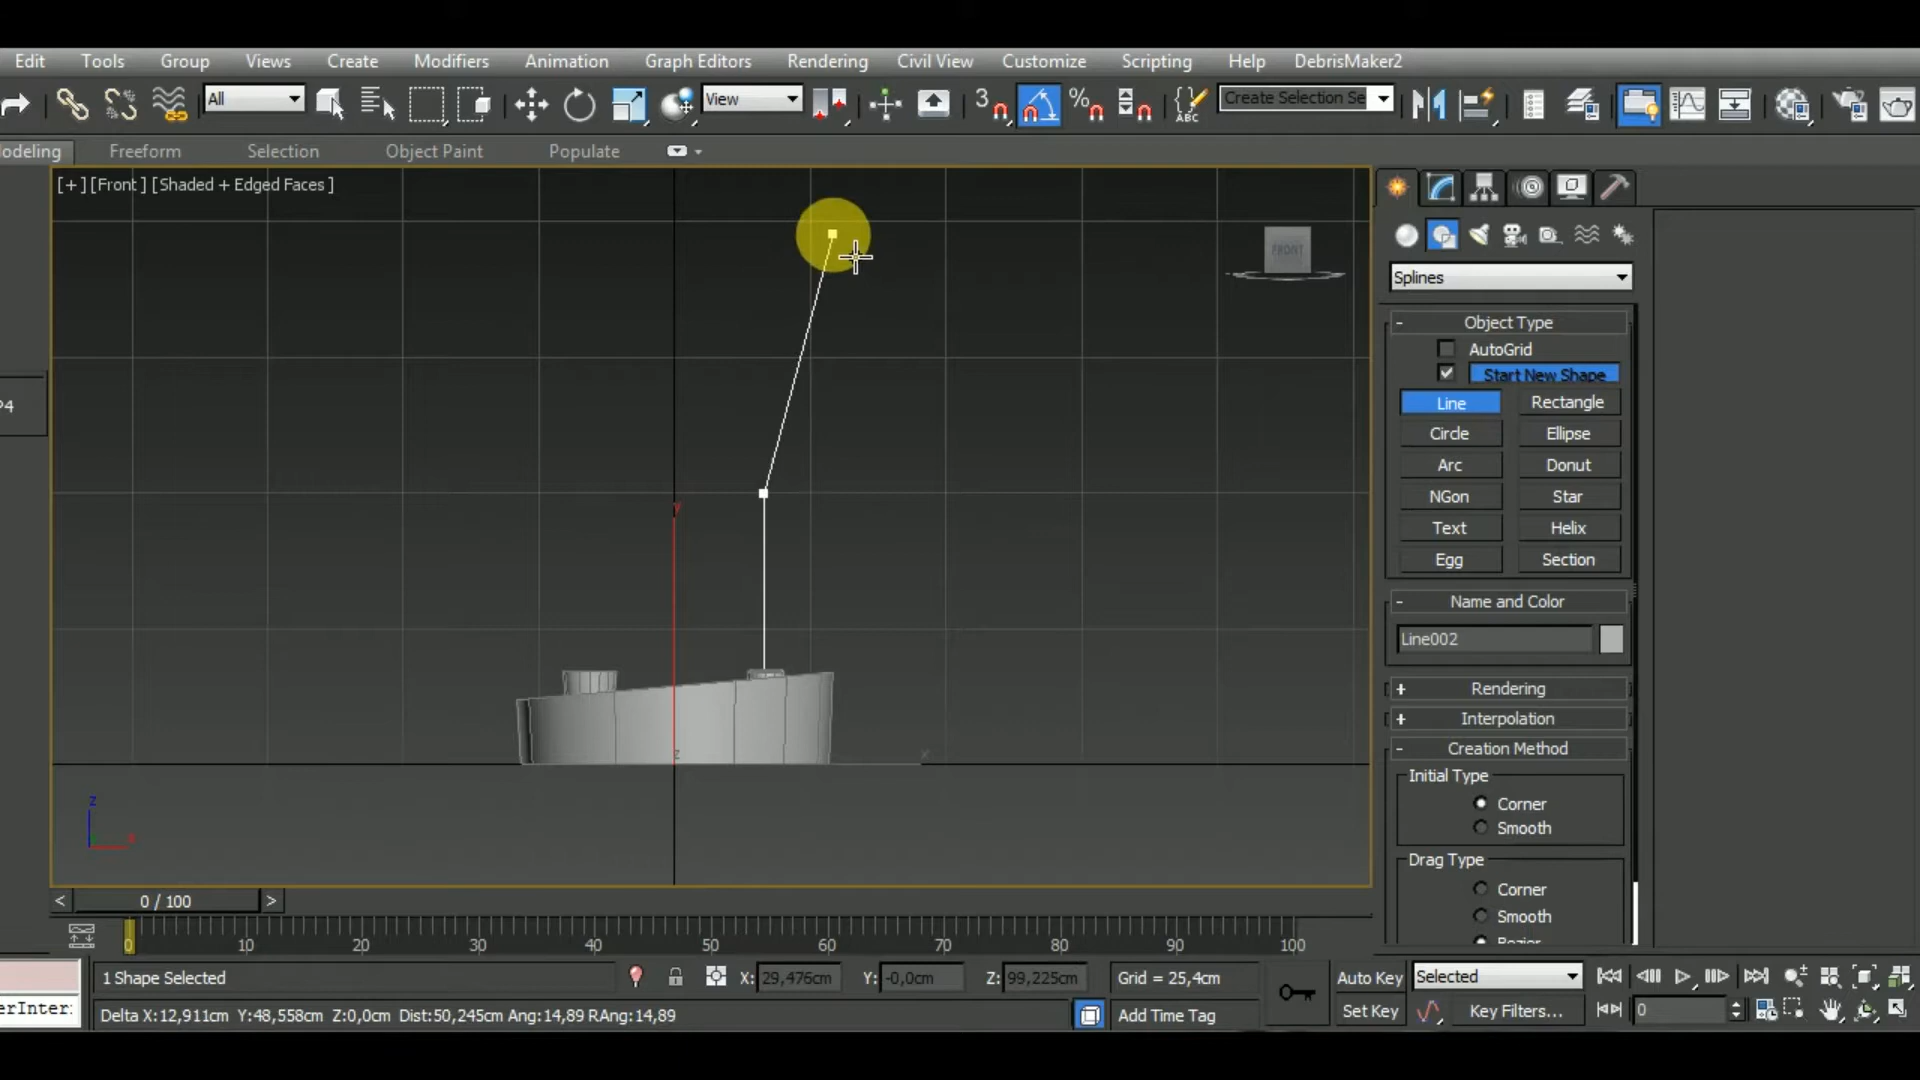 Edit Tools Group Views Create Modifiers Animation Graph Editors Rendering Civil View Customize Scripting Help DebrisMaker2
All View 3 % ABC Create Selection Se
odeling Freeform Selection Object Paint Populate
[+] [Front] [Shaded + Edged Faces]
FRONT
Splines
- Object Type
AutoGrid
Start New Shape
Line Rectangle
Circle Ellipse
Arc Donut
NGon Star
Text Helix
Egg Section
- Name and Color
Line002
+ Rendering
+ Interpolation
- Creation Method
Initial Type
Corner
Smooth
Drag Type
Corner
Smooth
Bezier
P4
y
z x
z
x
< 0 / 100 >
0 10 20 30 40 50 60 70 80 90 100
1 Shape Selected X: 29,476cm Y: -0,0cm Z: 99,225cm Grid = 25,4cm Auto Key Selected
erInter: Delta X:12,911cm Y:48,558cm Z:0,0cm Dist:50,245cm Ang:14,89 RAng:14,89 Add Time Tag Set Key Key Filters... 0